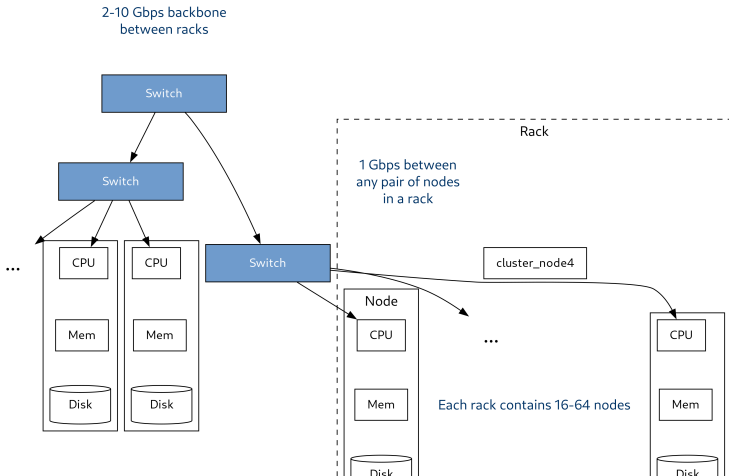 2-10 Gbps backbone
between racks
Switch
Rack
1 Gbps between
any pair of nodes
in a rack
Switch
...
CPU
CPU
Switch
cluster_node4
Node
Mem
Mem
CPU
...
CPU
Disk
Disk
Mem
Each rack contains 16-64 nodes
Mem
Disk
Disk